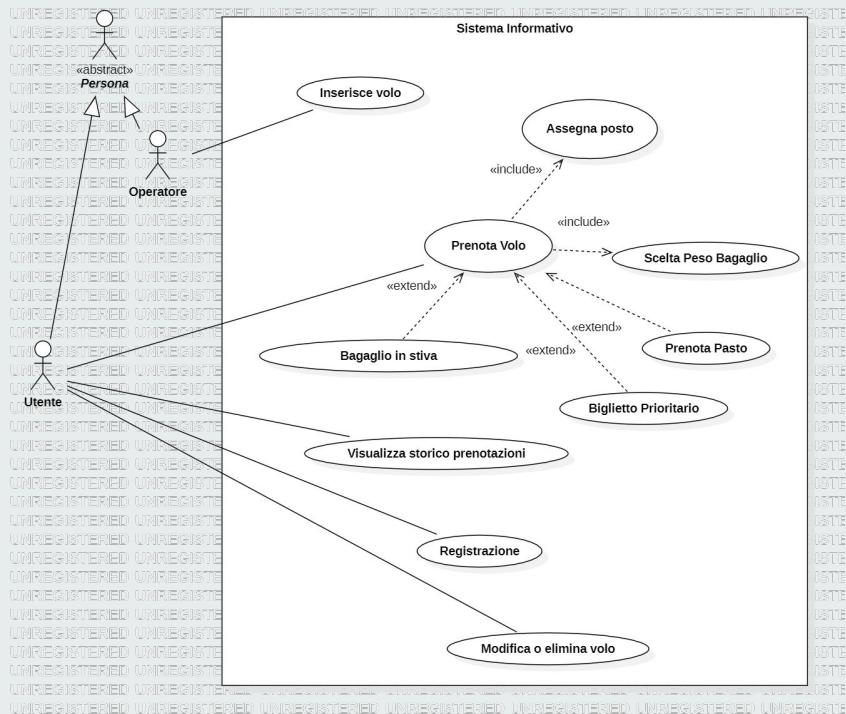 Sistema Informativo
«abstract»
Persona
Inserisce volo
Assegna posto
Operatore
«include»
«include»
Prenota Volo
Scelta Peso Bagaglio
«extend»
«extend»
«extend»
Bagaglio in stiva
Prenota Pasto
Utente
Biglietto Prioritario
Visualizza storico prenotazioni
Registrazione
Modifica o elimina volo
UNREGISTERED